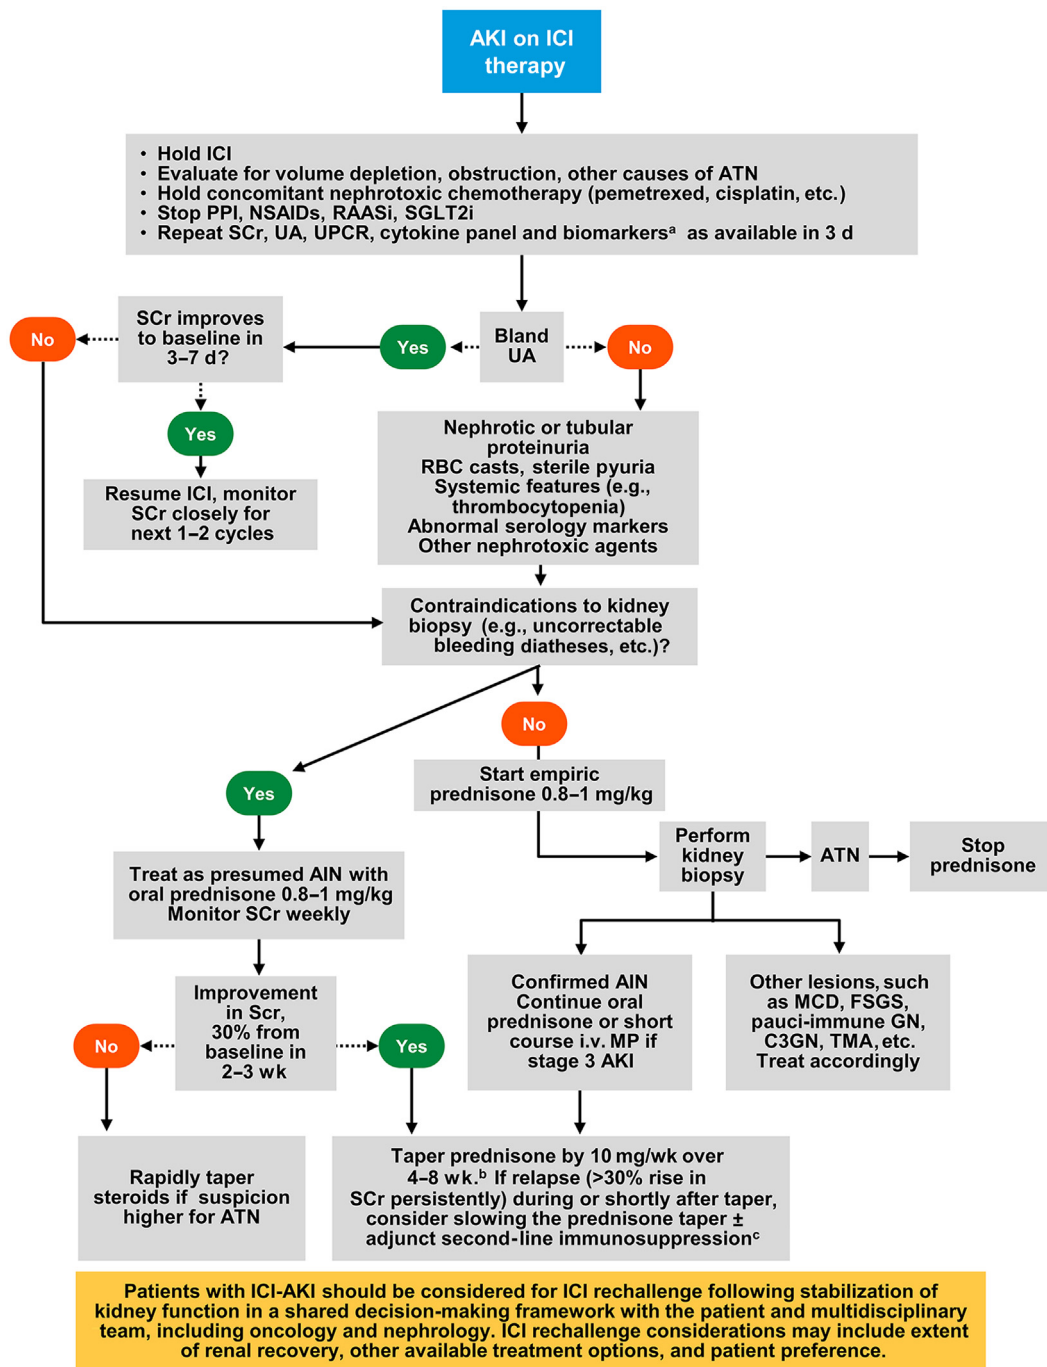 AKI on ICI
therapy
• Hold ICI
• Evaluate for volume depletion, obstruction, other causes of ATN
• Hold concomitant nephrotoxic chemotherapy (pemetrexed, cisplatin, etc.)
• Stop PPI, NSAIDs, RAASi, SGLT2i
• Repeat SCr, UA, UPCR, cytokine panel and biomarkersᵃ as available in 3 d
No
SCr improves
to baseline in
3–7 d?
Yes
Bland
UA
No
Yes
Resume ICI, monitor
SCr closely for
next 1–2 cycles
Nephrotic or tubular
proteinuria
RBC casts, sterile pyuria
Systemic features (e.g.,
thrombocytopenia)
Abnormal serology markers
Other nephrotoxic agents
Contraindications to kidney
biopsy (e.g., uncorrectable
bleeding diatheses, etc.)?
No
Start empiric
prednisone 0.8–1 mg/kg
Yes
Perform
kidney
biopsy
ATN
Stop
prednisone
Treat as presumed AIN with
oral prednisone 0.8–1 mg/kg
Monitor SCr weekly
Improvement
in Scr,
30% from
baseline in
2–3 wk
No
Yes
Confirmed AIN
Continue oral
prednisone or short
course i.v. MP if
stage 3 AKI
Other lesions, such
as MCD, FSGS,
pauci-immune GN,
C3GN, TMA, etc.
Treat accordingly
Rapidly taper
steroids if suspicion
higher for ATN
Taper prednisone by 10 mg/wk over
4–8 wk.ᵇ If relapse (>30% rise in
SCr persistently) during or shortly after taper,
consider slowing the prednisone taper ±
adjunct second-line immunosuppressionᶜ
Patients with ICI-AKI should be considered for ICI rechallenge following stabilization of
kidney function in a shared decision-making framework with the patient and multidisciplinary
team, including oncology and nephrology. ICI rechallenge considerations may include extent
of renal recovery, other available treatment options, and patient preference.